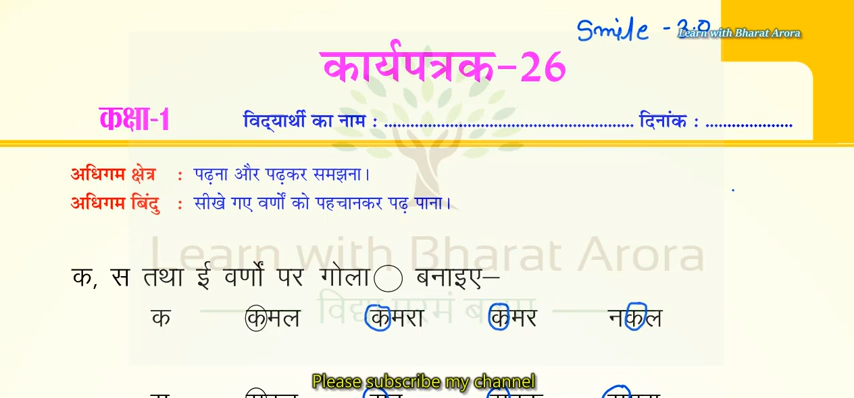 Smile - 3.0
Learn with Bharat Arora
कार्यपत्रक-26
कक्षा-1 विद्यार्थी का नाम : ........................ दिनांक : ....................
अधिगम क्षेत्र : पढ़ना और पढ़कर समझना।
अधिगम बिंदु : सीखे गए वर्णों को पहचानकर पढ़ पाना।
Learn with Bharat Arora
क, स तथा ई वर्णों पर गोला बनाइए–
क कमल कमरा कमर नकल
Please subscribe my channel